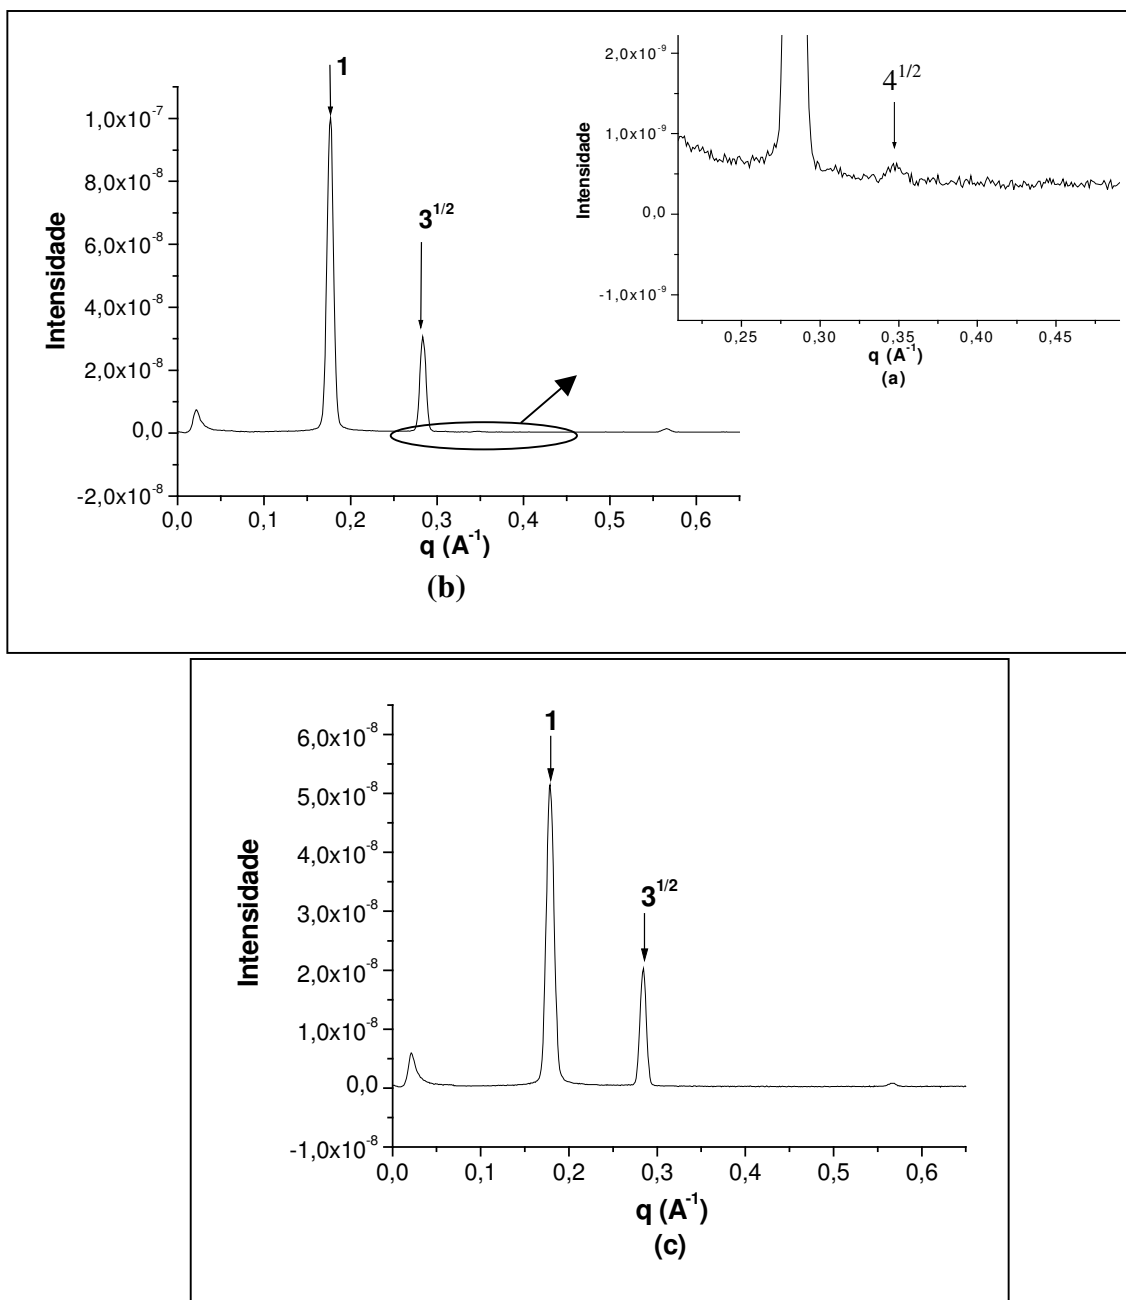 1
3^1/2
Intensidade
1,0x10^-7
8,0x10^-8
6,0x10^-8
4,0x10^-8
2,0x10^-8
0,0
-2,0x10^-8
0,0 0,1 0,2 0,3 0,4 0,5 0,6
q (A^-1)
(b)
4^1/2
Intensidade
2,0x10^-9
1,0x10^-9
0,0
-1,0x10^-9
0,25 0,30 0,35 0,40 0,45
q (A^-1)
(a)
1
3^1/2
Intensidade
6,0x10^-8
5,0x10^-8
4,0x10^-8
3,0x10^-8
2,0x10^-8
1,0x10^-8
0,0
-1,0x10^-8
0,0 0,1 0,2 0,3 0,4 0,5 0,6
q (A^-1)
(c)